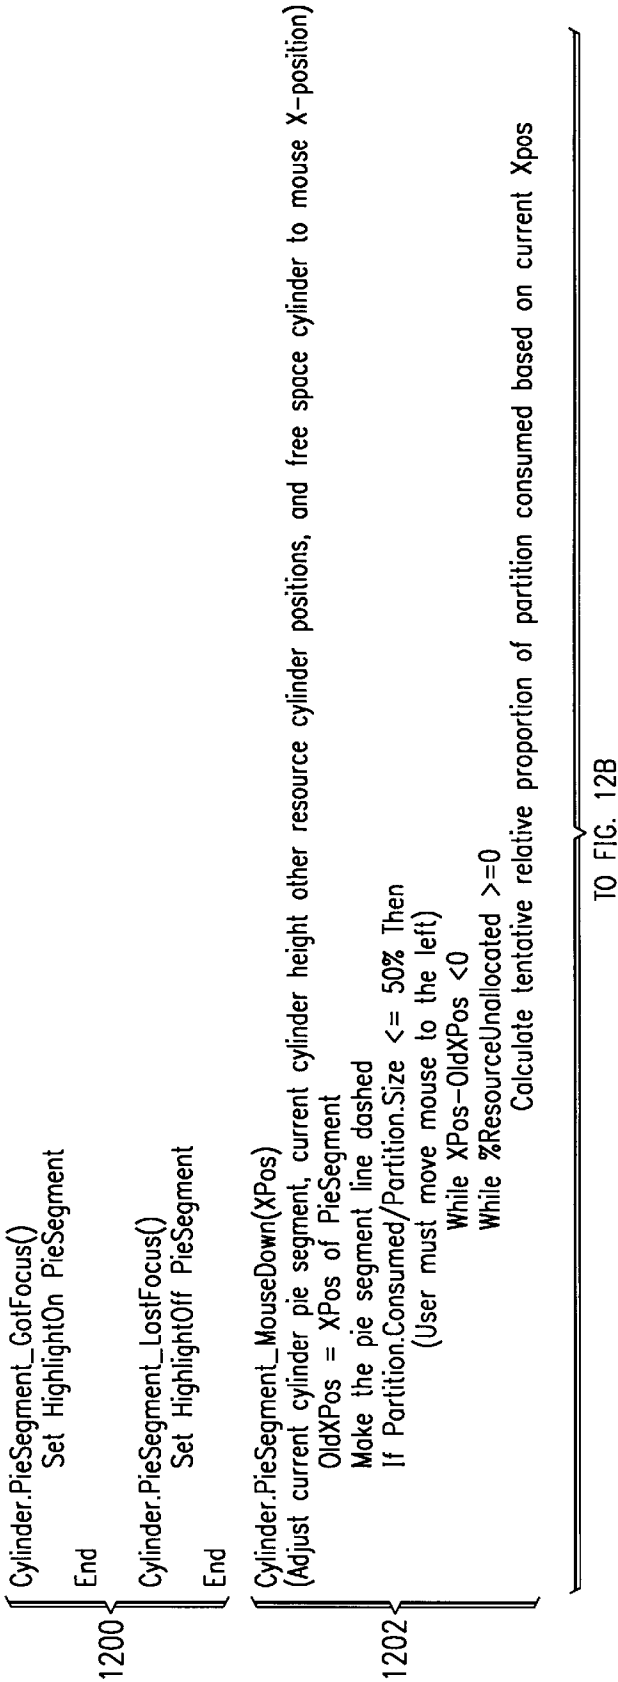 1200
Cylinder.PieSegment_GotFocus()
Set HighlightOn PieSegment
End
Cylinder.PieSegment_LostFocus()
Set HighlightOff PieSegment
End
1202
Cylinder.PieSegment_MouseDown(XPos)
(Adjust current cylinder pie segment, current cylinder height other resource cylinder positions, and free space cylinder to mouse X-position)
OldXPos = XPos of PieSegment
Make the pie segment line dashed
If Partition.Consumed/Partition.Size <= 50% Then
(User must move mouse to the left)
While XPos-OldXPos <0
While %ResourceUnallocated >=0
Calculate tentative relative proportion of partition consumed based on current Xpos
TO FIG. 12B